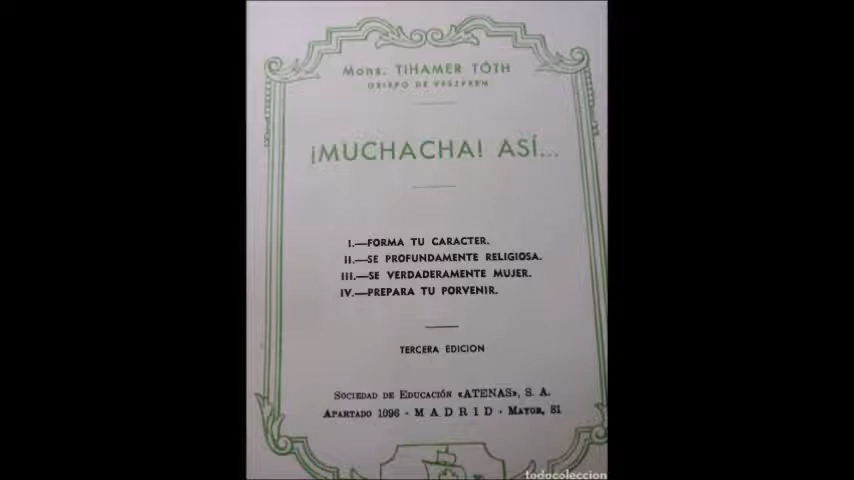 Mons. TIHAMER TÓTH
OBISPO DE VESZPREM
¡MUCHACHA! ASÍ...
I.—FORMA TU CARACTER.
II.—SE PROFUNDAMENTE RELIGIOSA.
III.—SE VERDADERAMENTE MUJER.
IV.—PREPARA TU PORVENIR.
TERCERA EDICION
SOCIEDAD DE EDUCACIÓN «ATENAS», S. A.
APARTADO 1096 - MADRID - MAYOR, 81
todocoleccion